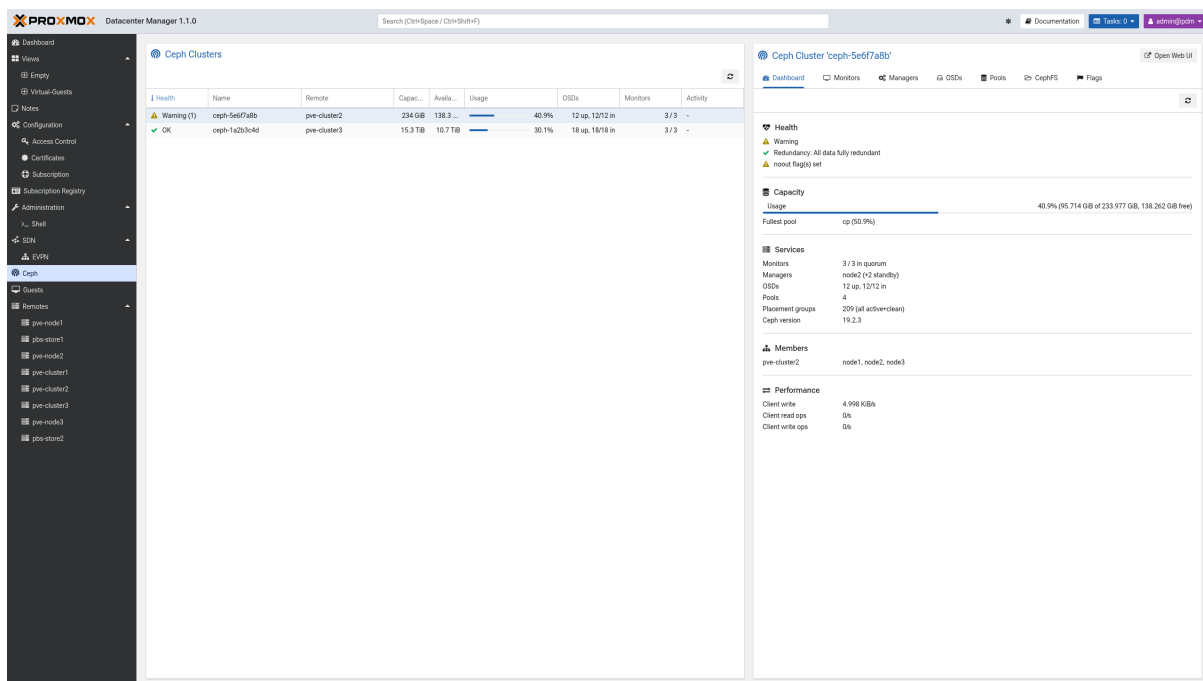 PROXMOX Datacenter Manager 1.1.0
Search (Ctrl+Space / Ctrl+Shift+F)
Documentation
Tasks: 0
admin@pdm
Dashboard
Views
Empty
Virtual-Guests
Notes
Configuration
Access Control
Certificates
Subscription
Subscription Registry
Administration
Shell
SDN
EVPN
Ceph
Guests
Remotes
pve-node1
pbs-store1
pve-node2
pve-cluster1
pve-cluster2
pve-cluster3
pve-node3
pbs-store2
Ceph Clusters
Health Name Remote Capac... Availa... Usage OSDs Monitors Activity
Warning (1) ceph-5e6f7a8b pve-cluster2 234 GiB 138.3 ... 40.9% 12 up, 12/12 in 3 / 3 -
OK ceph-1a2b3c4d pve-cluster3 15.3 TiB 10.7 TiB 30.1% 18 up, 18/18 in 3 / 3 -
Ceph Cluster 'ceph-5e6f7a8b'
Open Web UI
Dashboard Monitors Managers OSDs Pools CephFS Flags
Health
Warning
Redundancy: All data fully redundant
noout flag(s) set
Capacity
Usage 40.9% (95.714 GiB of 233.977 GiB, 138.262 GiB free)
Fullest pool cp (50.9%)
Services
Monitors 3 / 3 in quorum
Managers node2 (+2 standby)
OSDs 12 up, 12/12 in
Pools 4
Placement groups 209 (all active+clean)
Ceph version 19.2.3
Members
pve-cluster2 node1, node2, node3
Performance
Client write 4.998 KiB/s
Client read ops 0/s
Client write ops 0/s